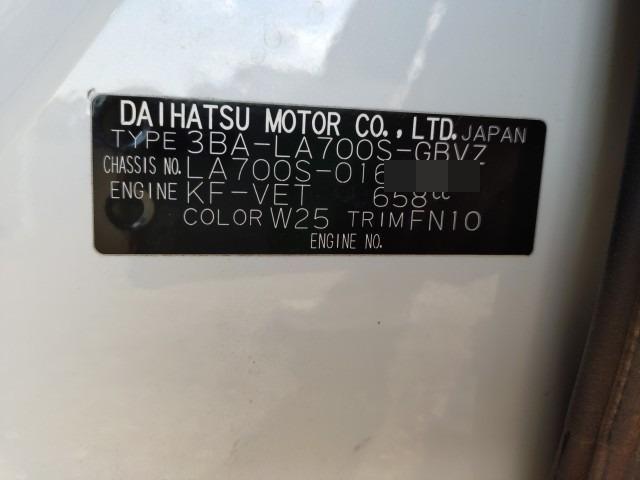 DAIHATSU MOTOR CO., LTD. JAPAN
TYPE 3BA-LA700S-GBVZ
CHASSIS NO. LA700S-016
ENGINE KF-VET 658cc
COLOR W25 TRIM FN10
ENGINE NO.